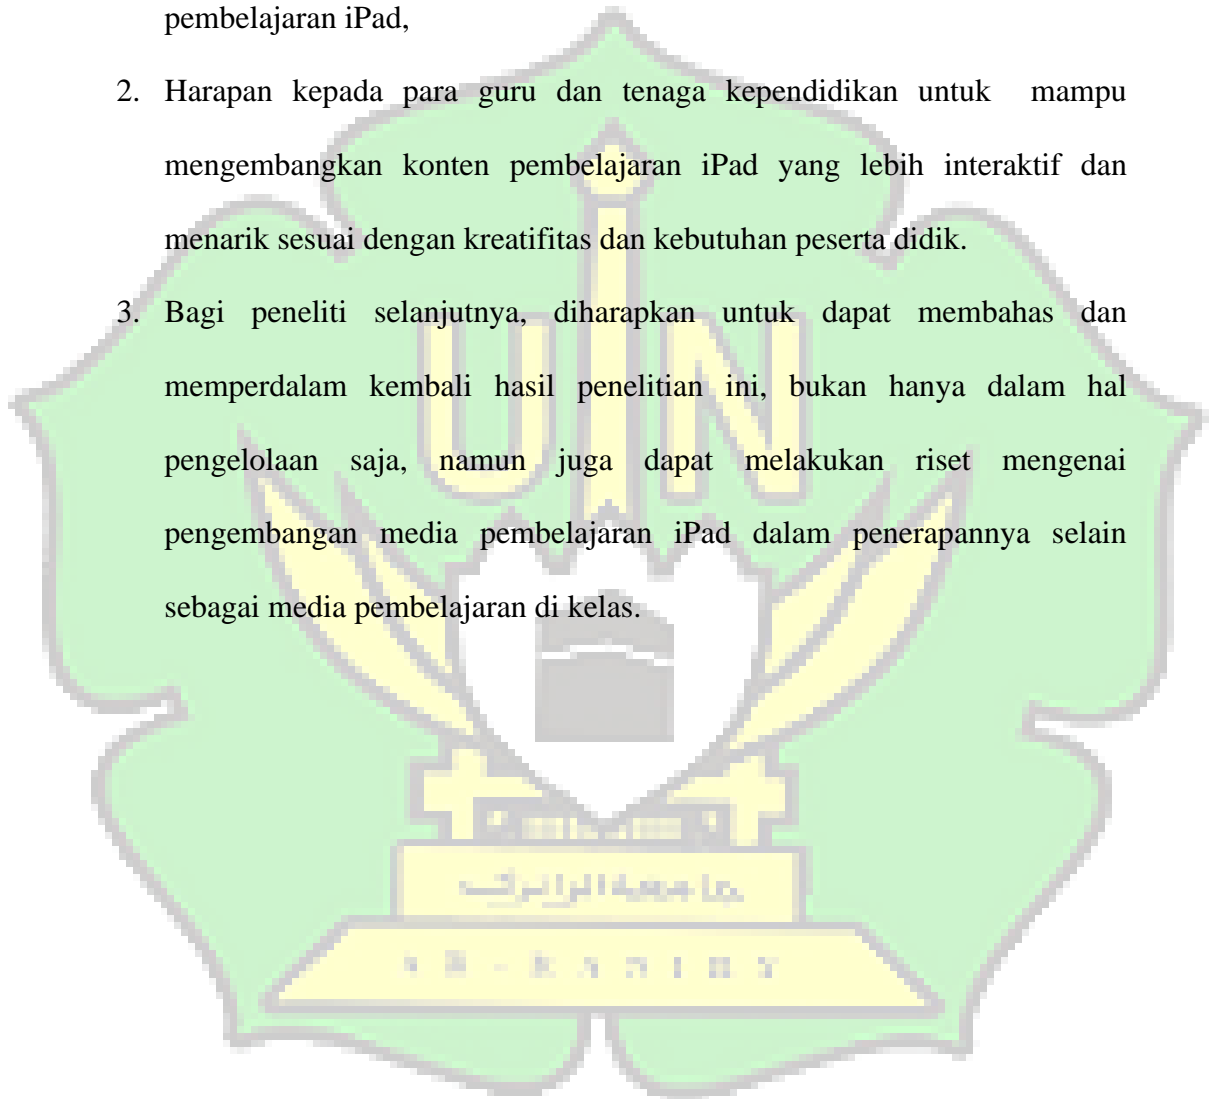 pembelajaran iPad,
2. Harapan kepada para guru dan tenaga kependidikan untuk mampu
mengembangkan konten pembelajaran iPad yang lebih interaktif dan
menarik sesuai dengan kreatifitas dan kebutuhan peserta didik.
3. Bagi peneliti selanjutnya, diharapkan untuk dapat membahas dan
memperdalam kembali hasil penelitian ini, bukan hanya dalam hal
pengelolaan saja, namun juga dapat melakukan riset mengenai
pengembangan media pembelajaran iPad dalam penerapannya selain
sebagai media pembelajaran di kelas.
UIN
AR-RANIRY